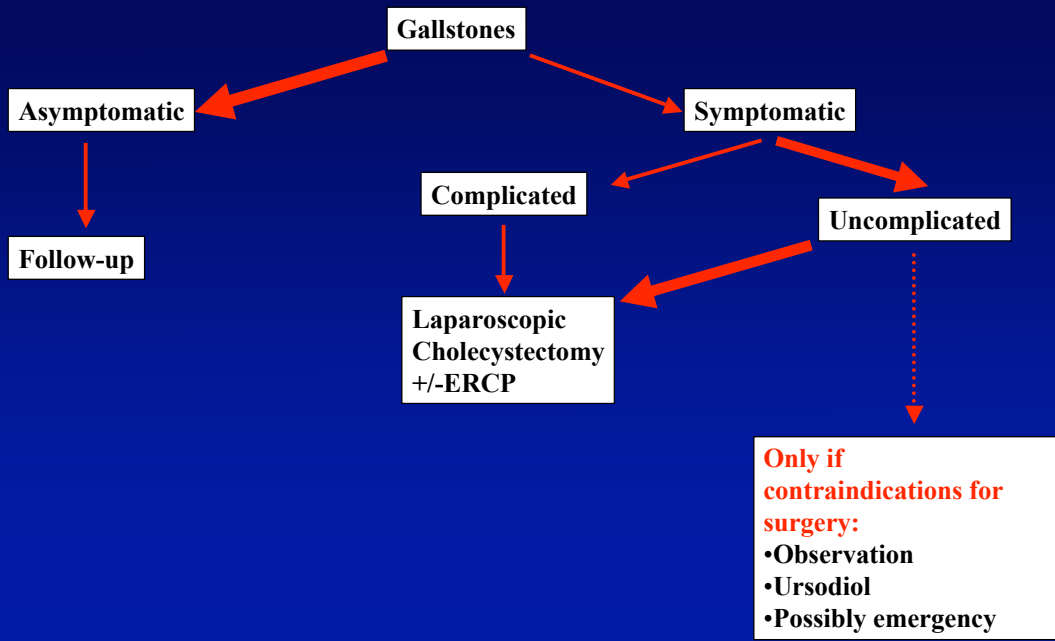 Gallstones
Asymptomatic
Symptomatic
Complicated
Uncomplicated
Follow-up
Laparoscopic
Cholecystectomy
+/-ERCP
Only if
contraindications for
surgery:
•Observation
•Ursodiol
•Possibly emergency